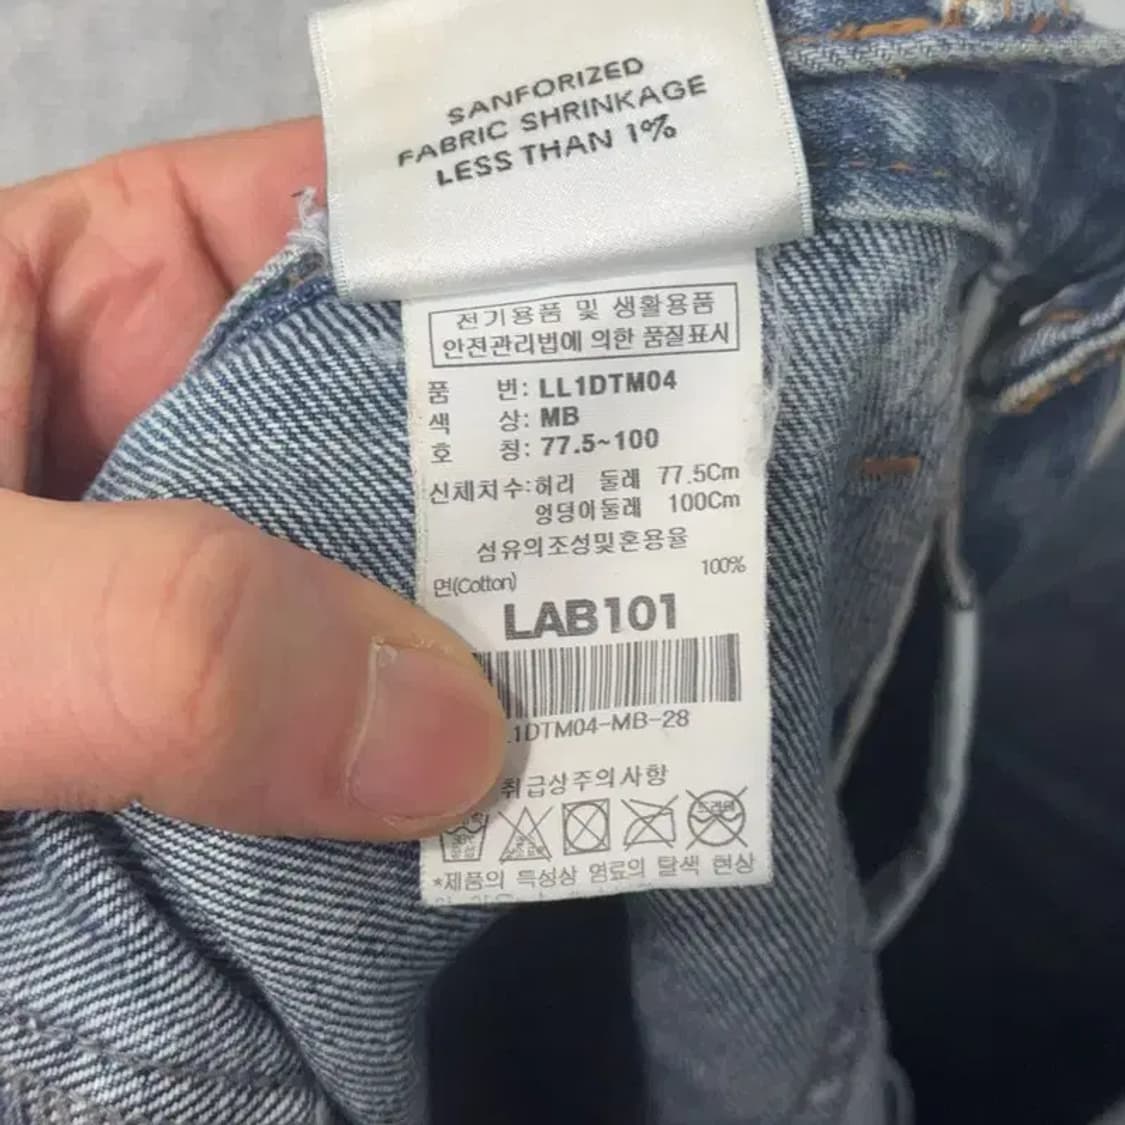 SANFORIZED
FABRIC SHRINKAGE
LESS THAN 1%
전기용품 및 생활용품
안전관리법에 의한 품질표시
품 번: LL1DTM04
색 상: MB
호 칭: 77.5~100
신체치수:허리 둘레 77.5Cm
엉덩이둘레 100Cm
섬유의조성및혼용율
면(Cotton) 100%
LAB101
1DTM04-MB-28
취급상주의사항
드라이
*제품의 특성상 염료의 탈색 현상